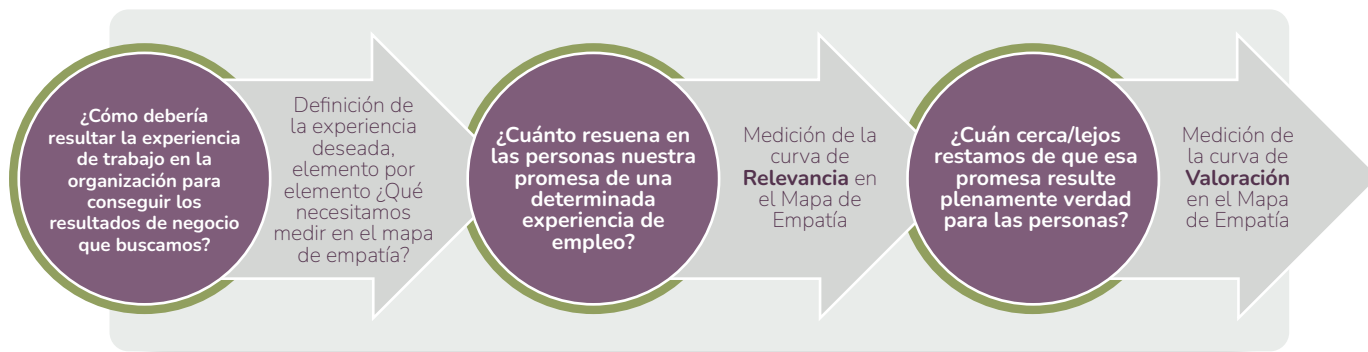 ¿Cómo debería
resultar la experiencia
de trabajo en la
organización para
conseguir los
resultados de negocio
que buscamos?
Definición de
la experiencia
deseada,
elemento por
elemento ¿Qué
necesitamos
medir en el mapa
de empatía?
¿Cuánto resuena en
las personas nuestra
promesa de una
determinada
experiencia de
empleo?
Medición de la
curva de
Relevancia en
el Mapa de
Empatía
¿Cuán cerca/lejos
restamos de que esa
promesa resulte
plenamente verdad
para las personas?
Medición de
la curva de
Valoración
en el Mapa
de Empatía